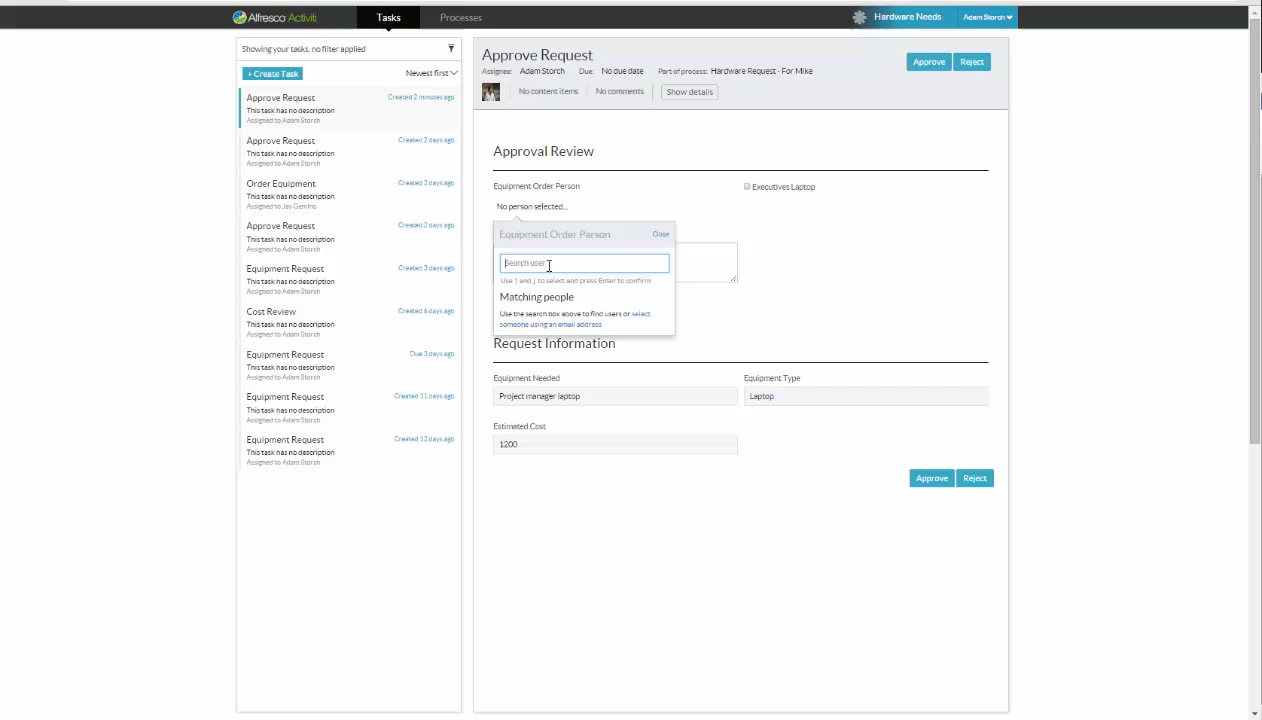 Alfresco Activiti
Tasks
Processes
Hardware Needs
Adam Storch
Showing your tasks, no filter applied
+ Create Task
Newest first
Approve Request
Created 2 minutes ago
This task has no description
Assigned to Adam Storch
Approve Request
Created 2 days ago
This task has no description
Assigned to Adam Storch
Order Equipment
Created 2 days ago
This task has no description
Assigned to Jay Gemino
Approve Request
Created 2 days ago
This task has no description
Assigned to Adam Storch
Equipment Request
Created 3 days ago
This task has no description
Assigned to Adam Storch
Cost Review
Created 6 days ago
This task has no description
Assigned to Adam Storch
Equipment Request
Due 3 days ago
This task has no description
Assigned to Adam Storch
Equipment Request
Created 11 days ago
This task has no description
Assigned to Adam Storch
Equipment Request
Created 12 days ago
This task has no description
Assigned to Adam Storch
Approve Request
Approve Reject
Assignee: Adam Storch Due: No due date Part of process: Hardware Request - For Mike
No content items No comments Show details
Approval Review
Equipment Order Person
Executives Laptop
No person selected...
Equipment Order Person Close
Search user
Use ↑ and ↓ to select and press Enter to confirm
Matching people
Use the search box above to find users or select
someone using an email address
Request Information
Equipment Needed
Equipment Type
Project manager laptop
Laptop
Estimated Cost
1200
Approve Reject